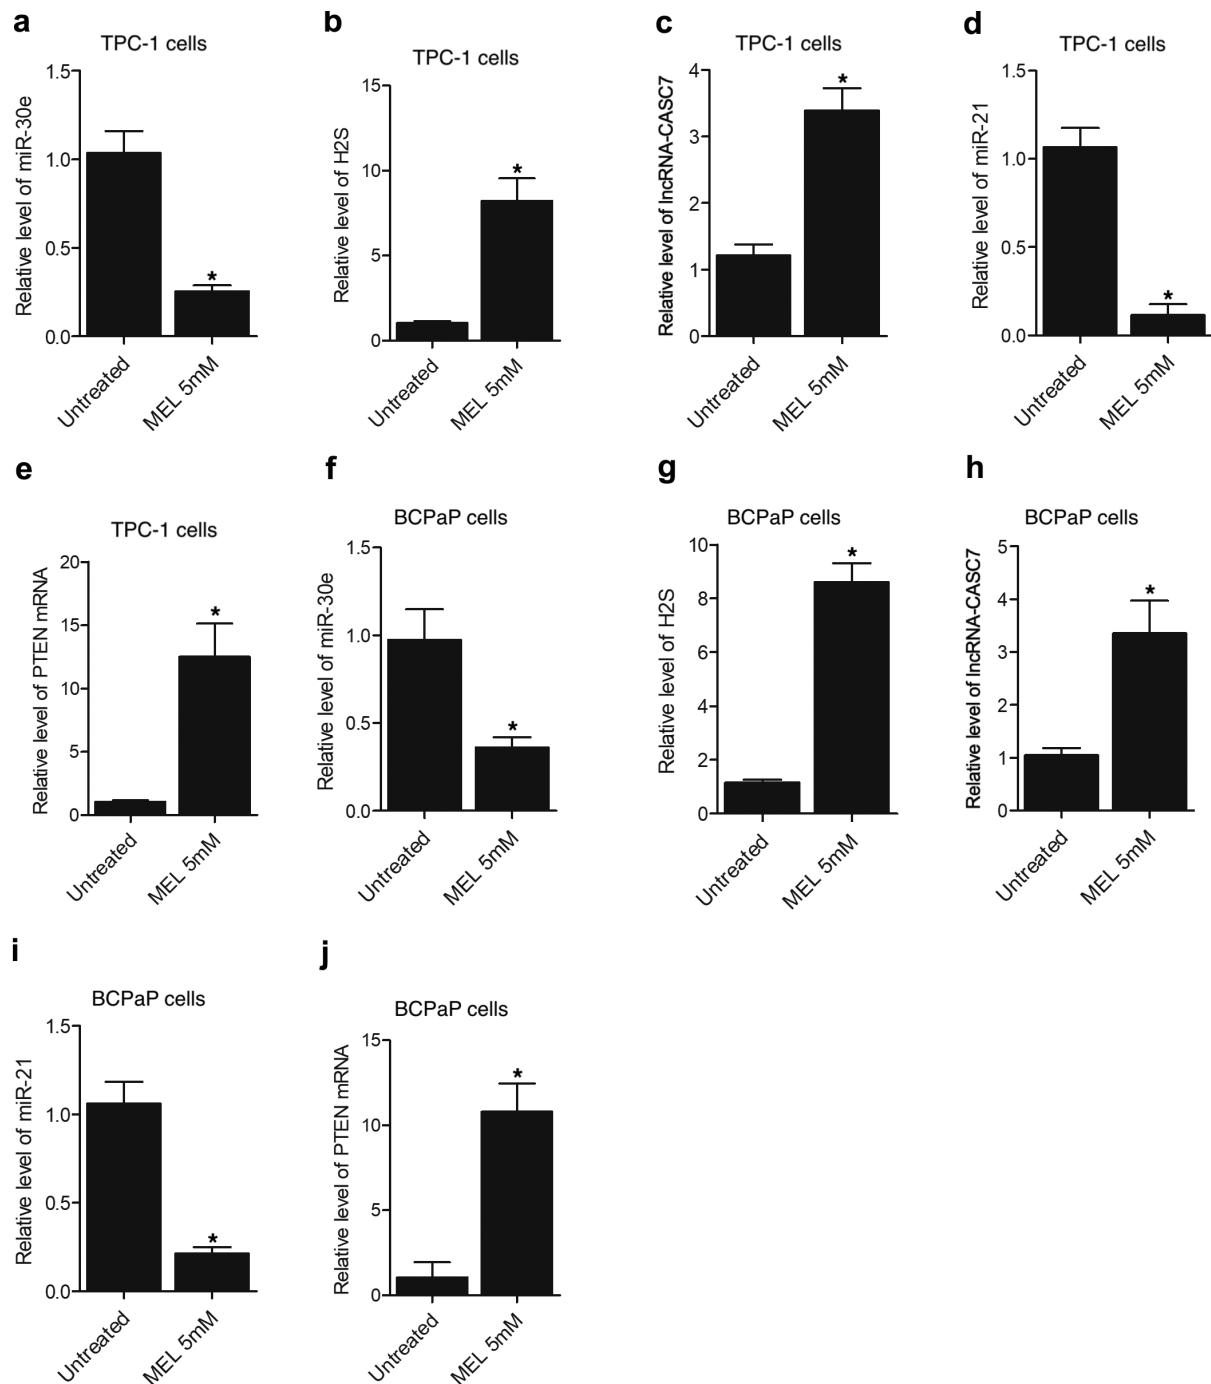 a
TPC-1 cells
Relative level of miR-30e
1.5
1.0
0.5
0.0
*
Untreated
MEL 5mM
b
TPC-1 cells
Relative level of H2S
15
10
5
0
*
Untreated
MEL 5mM
c
TPC-1 cells
Relative level of lncRNA-CASC7
4
3
2
1
0
*
Untreated
MEL 5mM
d
TPC-1 cells
Relative level of miR-21
1.5
1.0
0.5
0.0
*
Untreated
MEL 5mM
e
TPC-1 cells
Relative level of PTEN mRNA
20
15
10
5
0
*
Untreated
MEL 5mM
f
BCPaP cells
Relative level of miR-30e
1.5
1.0
0.5
0.0
*
Untreated
MEL 5mM
g
BCPaP cells
Relative level of H2S
10
8
6
4
2
0
*
Untreated
MEL 5mM
h
BCPaP cells
Relative level of lncRNA-CASC7
5
4
3
2
1
0
*
Untreated
MEL 5mM
i
BCPaP cells
Relative level of miR-21
1.5
1.0
0.5
0.0
*
Untreated
MEL 5mM
j
BCPaP cells
Relative level of PTEN mRNA
15
10
5
0
*
Untreated
MEL 5mM